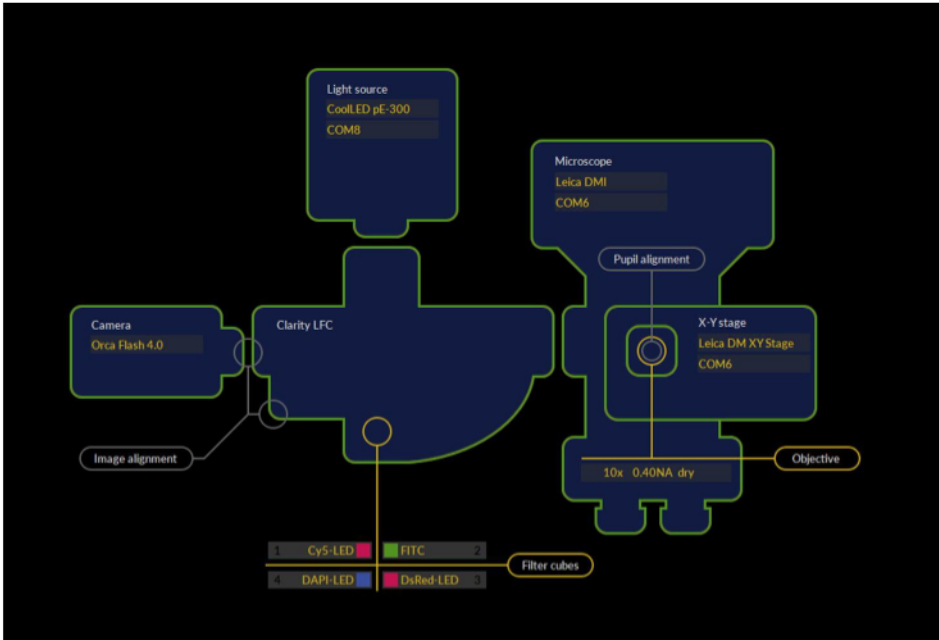 Light source
CoolLED pE-300
COM8
Microscope
Leica DMI
COM6
Pupil alignment
Camera
Orca Flash 4.0
Clarity LFC
X-Y stage
Leica DM XY Stage
COM6
Image alignment
Objective
10x 0.40NA dry
1 Cy5-LED FITC 2
Filter cubes
4 DAPI-LED DsRed-LED 3